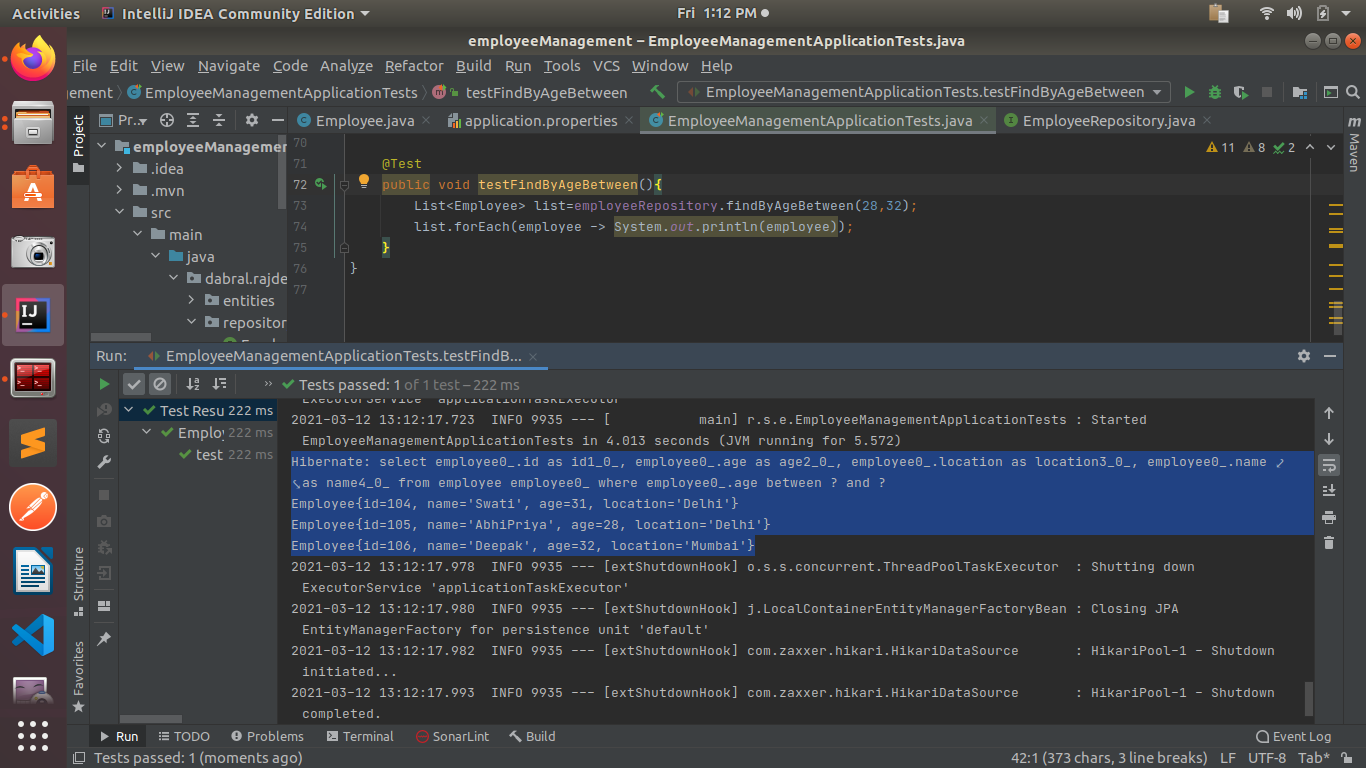 Activities
IntelliJ IDEA Community Edition
Fri 1:12 PM
employeeManagement – EmployeeManagementApplicationTests.java
File Edit View Navigate Code Analyze Refactor Build Run Tools VCS Window Help
ement
EmployeeManagementApplicationTests
testFindByAgeBetween
EmployeeManagementApplicationTests.testFindByAgeBetween
Project
Pr...
Employee.java
application.properties
EmployeeManagementApplicationTests.java
EmployeeRepository.java
Maven
employeeManagemer
.idea
.mvn
src
main
java
dabral.rajde
entities
repositor
11 8 2
70
71 @Test
72 public void testFindByAgeBetween(){
73 List<Employee> list=employeeRepository.findByAgeBetween(28,32);
74 list.forEach(employee -> System.out.println(employee));
75 }
76 }
77
Run:
EmployeeManagementApplicationTests.testFindB...
Tests passed: 1 of 1 test – 222 ms
Test Resu 222 ms
Employ 222 ms
test 222 ms
ExecutorService 'applicationTaskExecutor'
2021-03-12 13:12:17.723  INFO 9935 --- [           main] r.s.e.EmployeeManagementApplicationTests : Started
EmployeeManagementApplicationTests in 4.013 seconds (JVM running for 5.572)
Hibernate: select employee0_.id as id1_0_, employee0_.age as age2_0_, employee0_.location as location3_0_, employee0_.name
as name4_0_ from employee employee0_ where employee0_.age between ? and ?
Employee{id=104, name='Swati', age=31, location='Delhi'}
Employee{id=105, name='AbhiPriya', age=28, location='Delhi'}
Employee{id=106, name='Deepak', age=32, location='Mumbai'}
2021-03-12 13:12:17.978  INFO 9935 --- [extShutdownHook] o.s.s.concurrent.ThreadPoolTaskExecutor  : Shutting down
ExecutorService 'applicationTaskExecutor'
2021-03-12 13:12:17.980  INFO 9935 --- [extShutdownHook] j.LocalContainerEntityManagerFactoryBean : Closing JPA
EntityManagerFactory for persistence unit 'default'
2021-03-12 13:12:17.982  INFO 9935 --- [extShutdownHook] com.zaxxer.hikari.HikariDataSource       : HikariPool-1 - Shutdown
initiated...
2021-03-12 13:12:17.993  INFO 9935 --- [extShutdownHook] com.zaxxer.hikari.HikariDataSource       : HikariPool-1 - Shutdown
completed.
Structure
Favorites
Run TODO Problems Terminal SonarLint Build
Event Log
Tests passed: 1 (moments ago)
42:1 (373 chars, 3 line breaks) LF UTF-8 Tab*